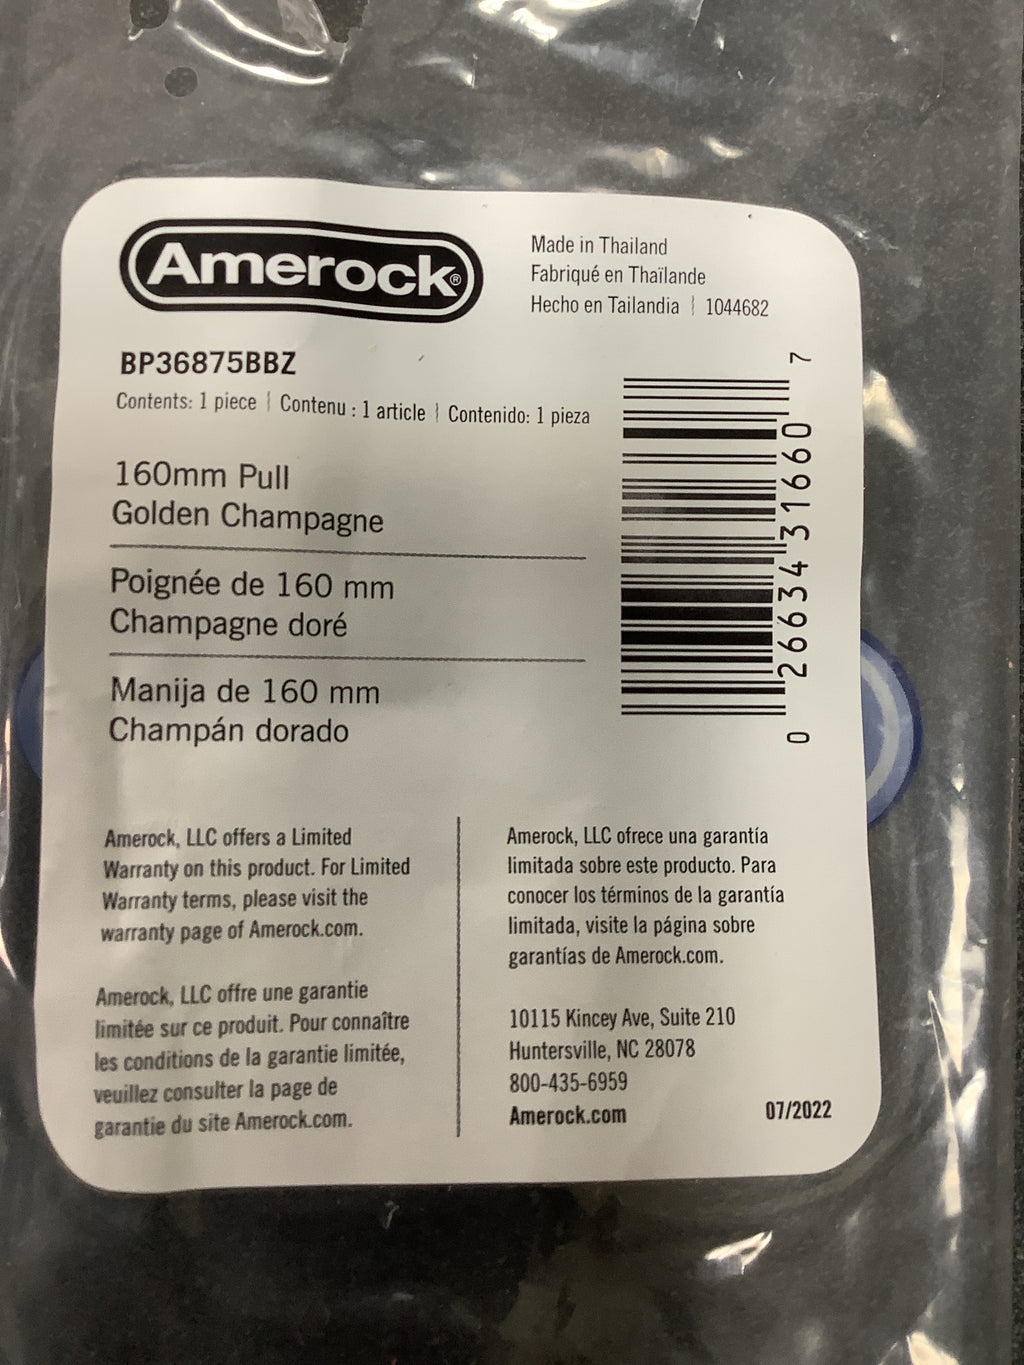 Amerock®
Made in Thailand
Fabriqué en Thaïlande
Hecho en Tailandia | 1044682
BP36875BBZ
Contents: 1 piece | Contenu : 1 article | Contenido: 1 pieza
160mm Pull
Golden Champagne
Poignée de 160 mm
Champagne doré
Manija de 160 mm
Champán dorado
0 26634 31660 7
Amerock, LLC offers a Limited
Warranty on this product. For Limited
Warranty terms, please visit the
warranty page of Amerock.com.
Amerock, LLC offre une garantie
limitée sur ce produit. Pour connaître
les conditions de la garantie limitée,
veuillez consulter la page de
garantie du site Amerock.com.
Amerock, LLC ofrece una garantía
limitada sobre este producto. Para
conocer los términos de la garantía
limitada, visite la página sobre
garantías de Amerock.com.
10115 Kincey Ave, Suite 210
Huntersville, NC 28078
800-435-6959
Amerock.com
07/2022